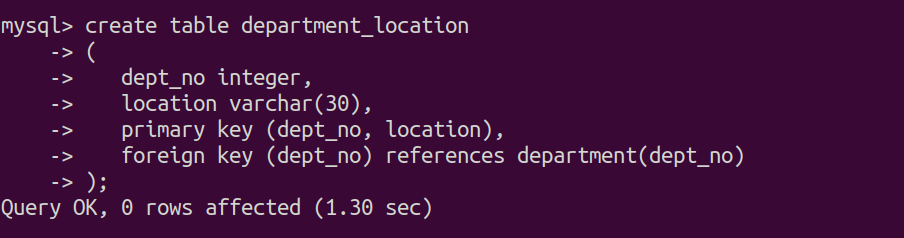 mysql> create table department_location
    -> (
    ->    dept_no integer,
    ->    location varchar(30),
    ->    primary key (dept_no, location),
    ->    foreign key (dept_no) references department(dept_no)
    -> );
Query OK, 0 rows affected (1.30 sec)